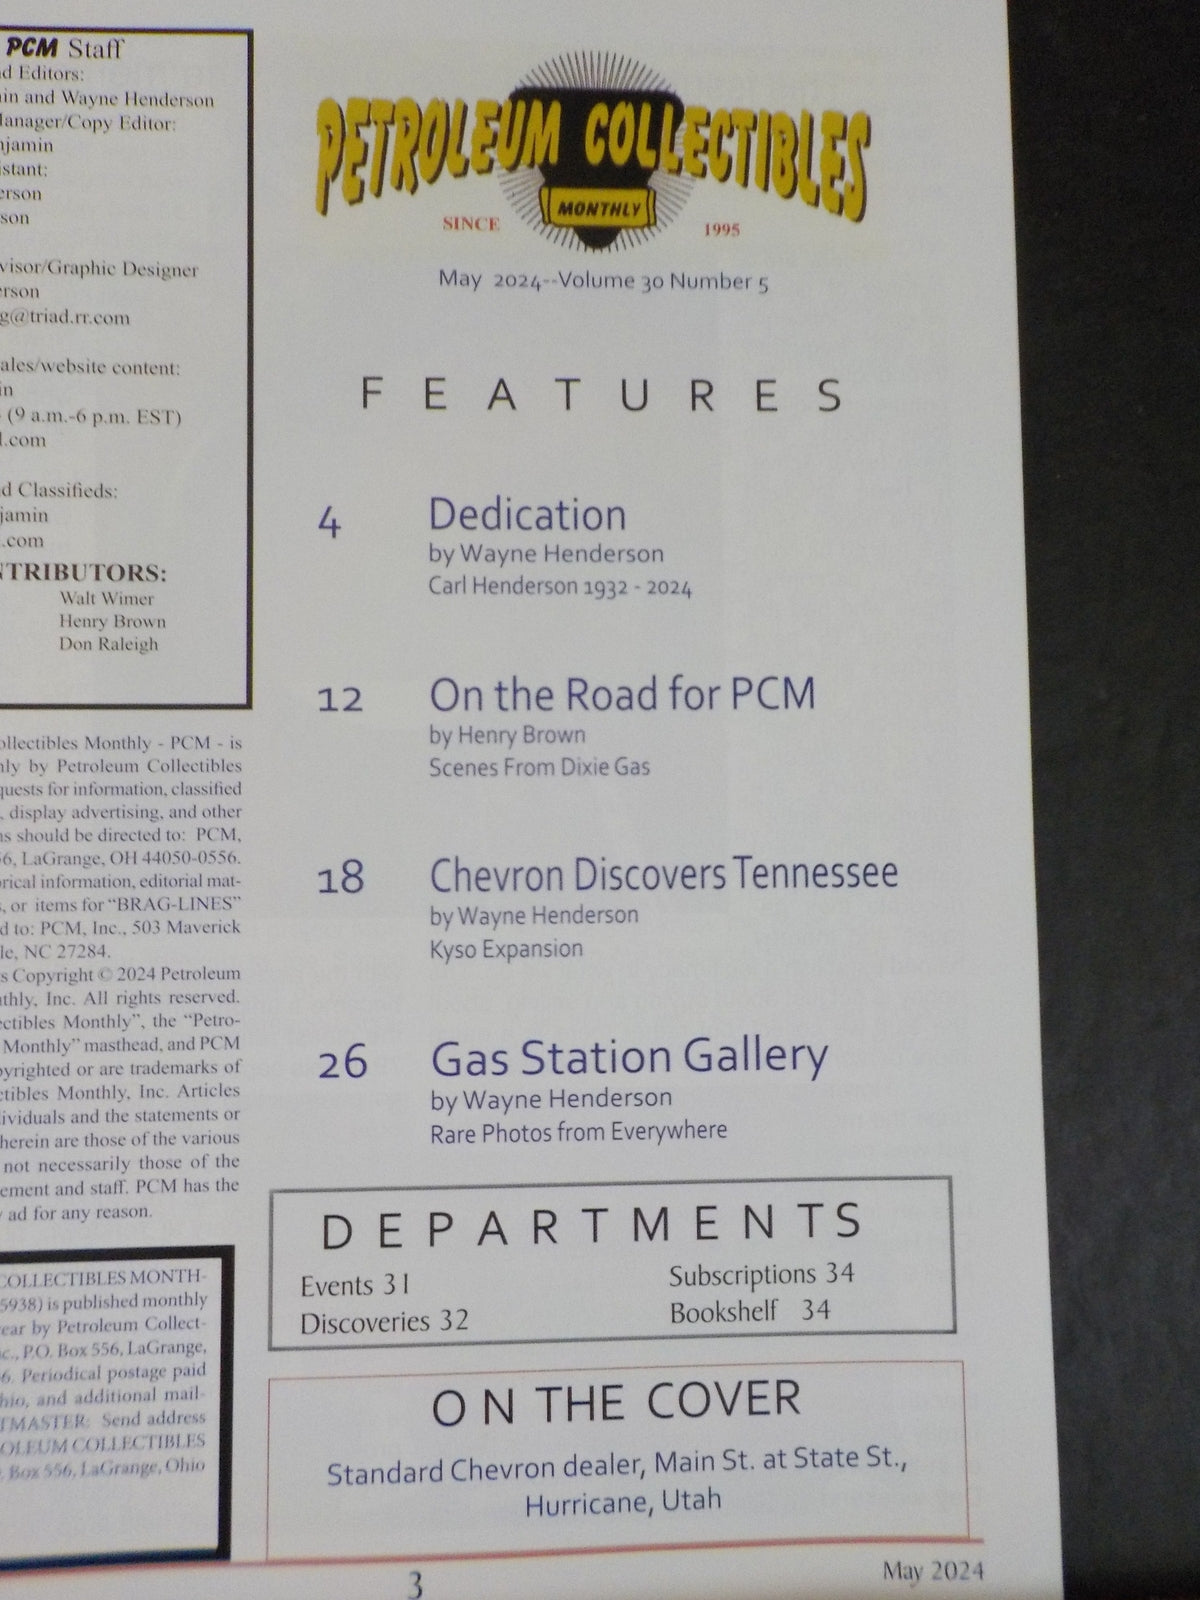 PCM Staff
d Editors:
in and Wayne Henderson
anager/Copy Editor:
njamin
istant:
erson
son
visor/Graphic Designer
erson
g@triad.rr.com
ales/website content:
in
(9 a.m.-6 p.m. EST)
.com
d Classifieds:
jamin
.com
NTRIBUTORS:
Walt Wimer
Henry Brown
Don Raleigh
ollectibles Monthly - PCM - is
nly by Petroleum Collectibles
quests for information, classified
, display advertising, and other
ns should be directed to: PCM,
56, LaGrange, OH 44050-0556.
orical information, editorial mat-
s, or items for “BRAG-LINES”
d to: PCM, Inc., 503 Maverick
le, NC 27284.
s Copyright © 2024 Petroleum
nthly, Inc. All rights reserved.
ectibles Monthly”, the “Petro-
Monthly” masthead, and PCM
pyrighted or are trademarks of
ctibles Monthly, Inc. Articles
dividuals and the statements or
herein are those of the various
not necessarily those of the
ement and staff. PCM has the
y ad for any reason.
COLLECTIBLES MONTH-
5938) is published monthly
ear by Petroleum Collect-
c., P.O. Box 556, LaGrange,
6. Periodical postage paid
hio, and additional mail-
TMASTER: Send address
OLEUM COLLECTIBLES
. Box 556, LaGrange, Ohio
PETROLEUM COLLECTIBLES
MONTHLY
SINCE 1995
May 2024--Volume 30 Number 5
FEATURES
4 Dedication
by Wayne Henderson
Carl Henderson 1932 - 2024
12 On the Road for PCM
by Henry Brown
Scenes From Dixie Gas
18 Chevron Discovers Tennessee
by Wayne Henderson
Kyso Expansion
26 Gas Station Gallery
by Wayne Henderson
Rare Photos from Everywhere
DEPARTMENTS
Events 31 Subscriptions 34
Discoveries 32 Bookshelf 34
ON THE COVER
Standard Chevron dealer, Main St. at State St.,
Hurricane, Utah
3 May 2024